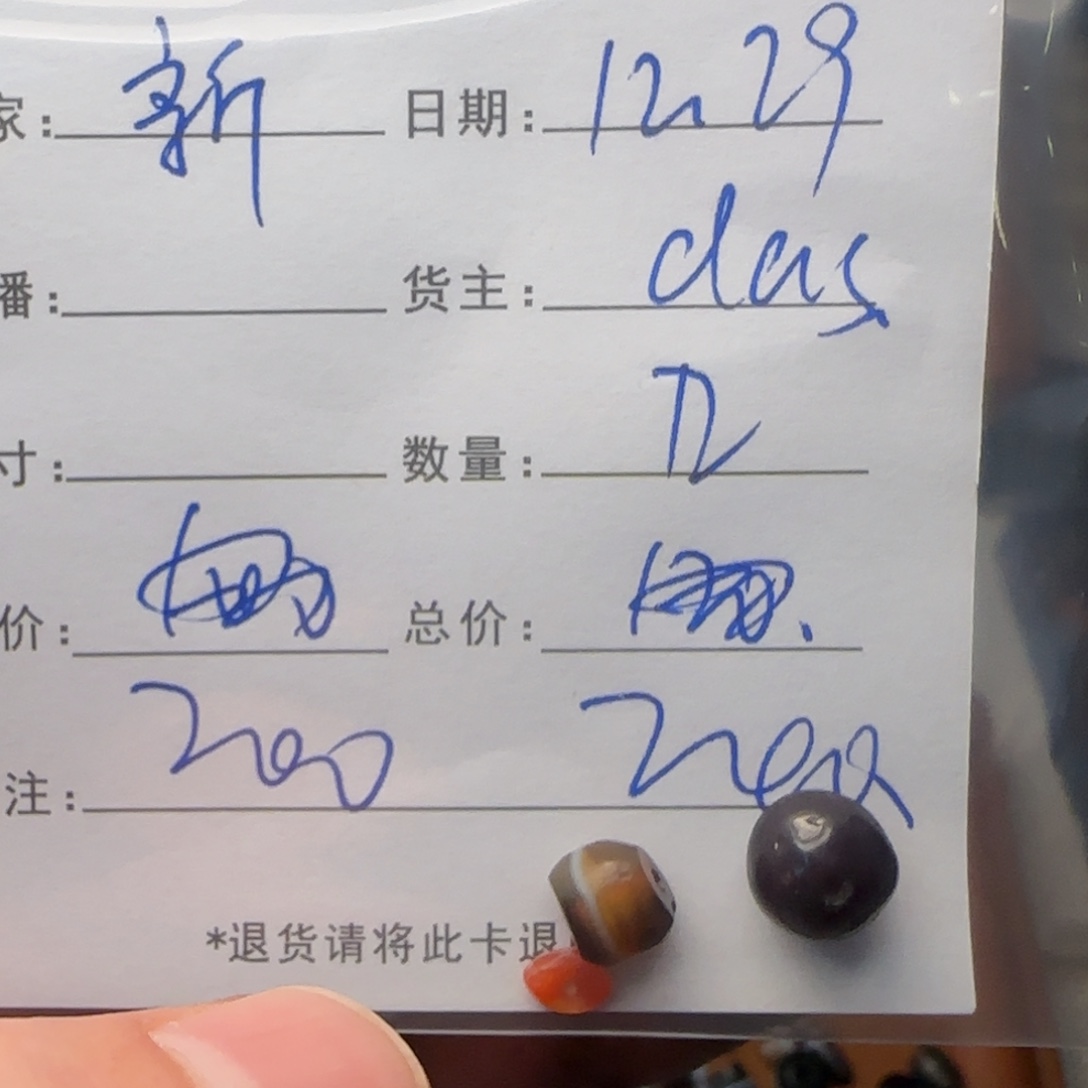 家: 新 日期: 12.29
播: 货主: das
寸: 数量:
价: 总价:
200
注:
*退货请将此卡退